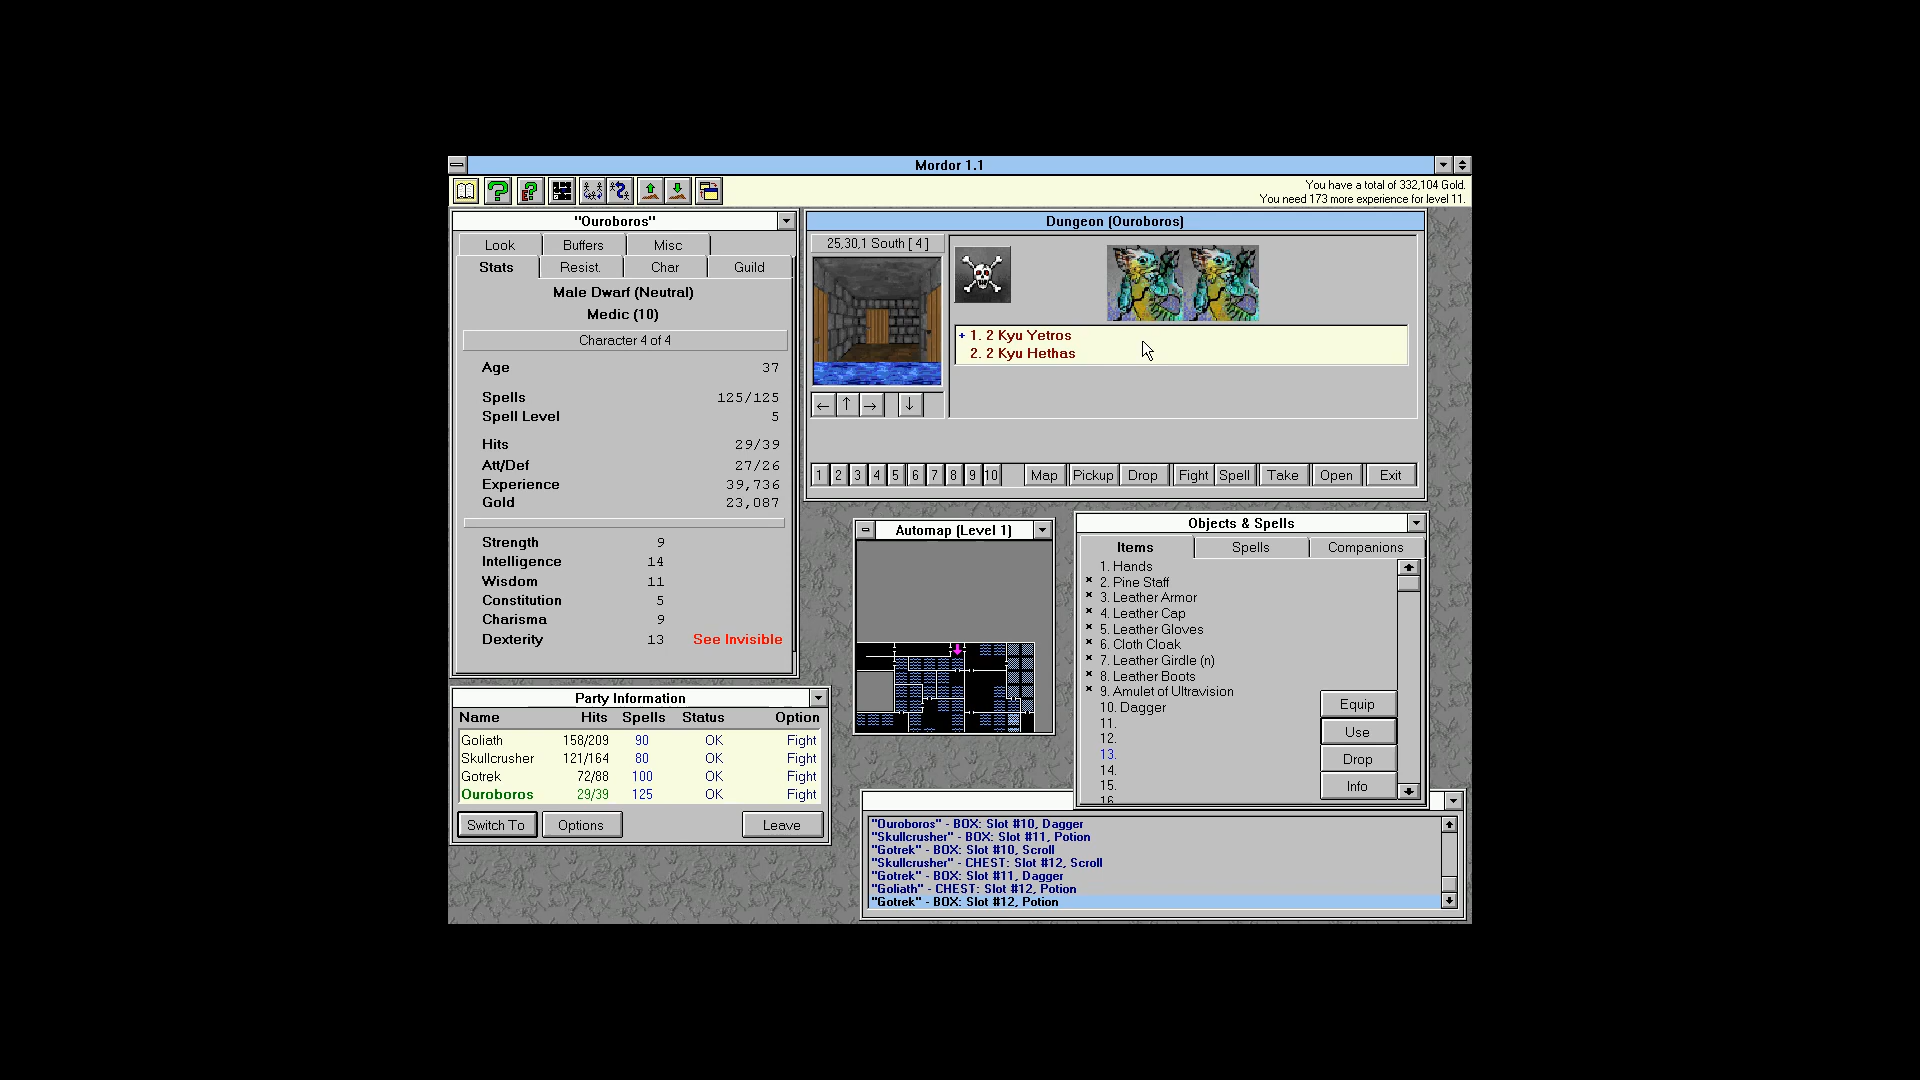 Mordor 1.1
You have a total of 332,104 Gold.
You need 173 more experience for level 11.
"Ouroboros"
Look Buffers Misc
Stats Resist. Char Guild
Male Dwarf (Neutral)
Medic (10)
Character 4 of 4
Age 37
Spells 125/125
Spell Level 5
Hits 29/39
Att/Def 27/26
Experience 39,736
Gold 23,087
Strength 9
Intelligence 14
Wisdom 11
Constitution 5
Charisma 9
Dexterity 13 See Invisible
Party Information
Name Hits Spells Status Option
Goliath 158/209 90 OK Fight
Skullcrusher 121/164 80 OK Fight
Gotrek 72/88 100 OK Fight
Ouroboros 29/39 125 OK Fight
Switch To Options Leave
Dungeon (Ouroboros)
25,30,1 South [ 4 ]
+ 1. 2 Kyu Yetros
2. 2 Kyu Hethas
1 2 3 4 5 6 7 8 9 10 Map Pickup Drop Fight Spell Take Open Exit
Automap (Level 1)
Objects & Spells
Items Spells Companions
1. Hands
× 2. Pine Staff
× 3. Leather Armor
× 4. Leather Cap
× 5. Leather Gloves
× 6. Cloth Cloak
× 7. Leather Girdle (n)
× 8. Leather Boots
× 9. Amulet of Ultravision
10. Dagger
11.
12.
13.
14.
15.
16.
Equip
Use
Drop
Info
"Ouroboros" - BOX: Slot #10, Dagger
"Skullcrusher" - BOX: Slot #11, Potion
"Gotrek" - BOX: Slot #10, Scroll
"Skullcrusher" - CHEST: Slot #12, Scroll
"Gotrek" - BOX: Slot #11, Dagger
"Goliath" - CHEST: Slot #12, Potion
"Gotrek" - BOX: Slot #12, Potion